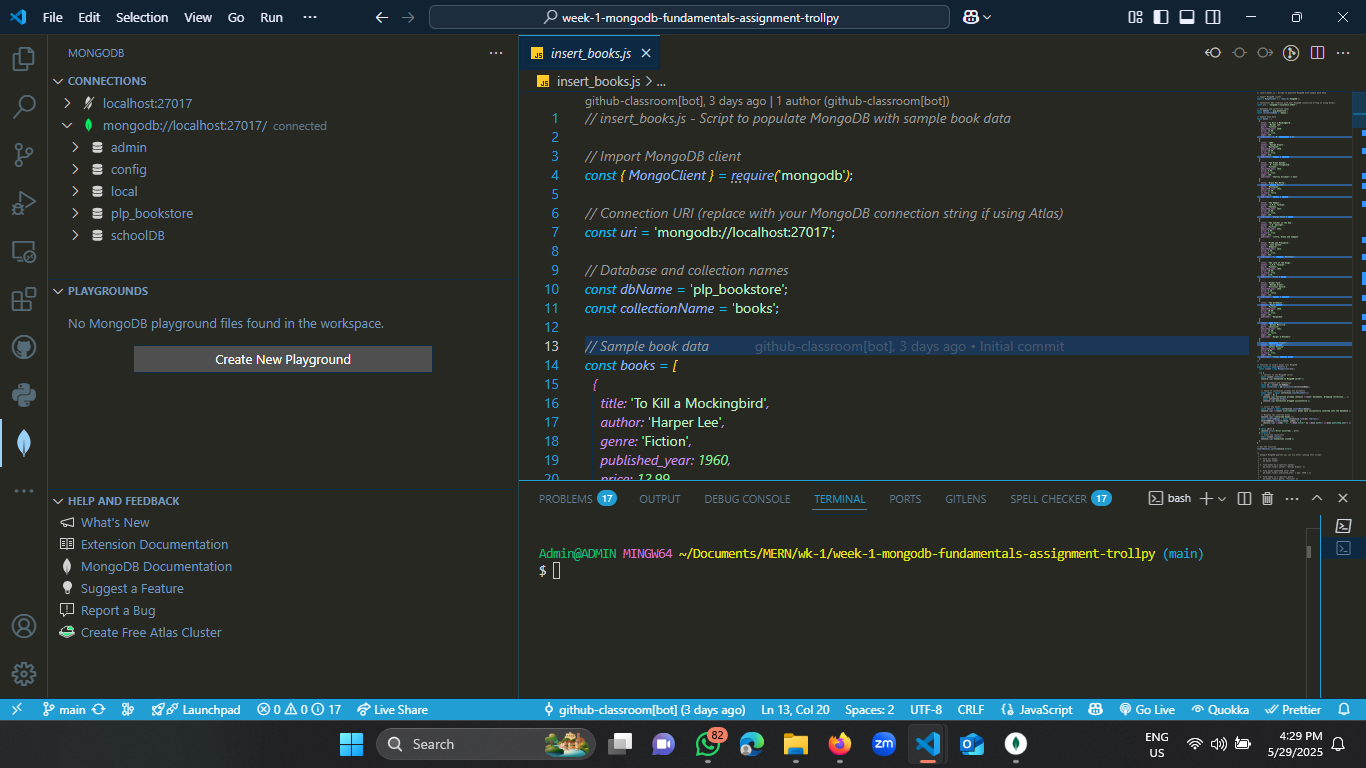 File Edit Selection View Go Run ···
week-1-mongodb-fundamentals-assignment-trollpy
MONGODB
CONNECTIONS
localhost:27017
mongodb://localhost:27017/ connected
admin
config
local
plp_bookstore
schoolDB
PLAYGROUNDS
No MongoDB playground files found in the workspace.
Create New Playground
HELP AND FEEDBACK
What's New
Extension Documentation
MongoDB Documentation
Suggest a Feature
Report a Bug
Create Free Atlas Cluster
JS insert_books.js
JS insert_books.js > ...
github-classroom[bot], 3 days ago | 1 author (github-classroom[bot])
1 // insert_books.js - Script to populate MongoDB with sample book data
2
3 // Import MongoDB client
4 const { MongoClient } = require('mongodb');
5
6 // Connection URI (replace with your MongoDB connection string if using Atlas)
7 const uri = 'mongodb://localhost:27017';
8
9 // Database and collection names
10 const dbName = 'plp_bookstore';
11 const collectionName = 'books';
12
13 // Sample book data github-classroom[bot], 3 days ago • Initial commit
14 const books = [
15 {
16 title: 'To Kill a Mockingbird',
17 author: 'Harper Lee',
18 genre: 'Fiction',
19 published_year: 1960,
20 price: 12.99,
PROBLEMS 17 OUTPUT DEBUG CONSOLE TERMINAL PORTS GITLENS SPELL CHECKER 17 bash
Admin@ADMIN MINGW64 ~/Documents/MERN/wk-1/week-1-mongodb-fundamentals-assignment-trollpy (main)
$
main Launchpad 0 0 17 Live Share github-classroom[bot] (3 days ago) Ln 13, Col 20 Spaces: 2 UTF-8 CRLF JavaScript Go Live Quokka Prettier
Search 82 zm ENG US 4:29 PM 5/29/2025